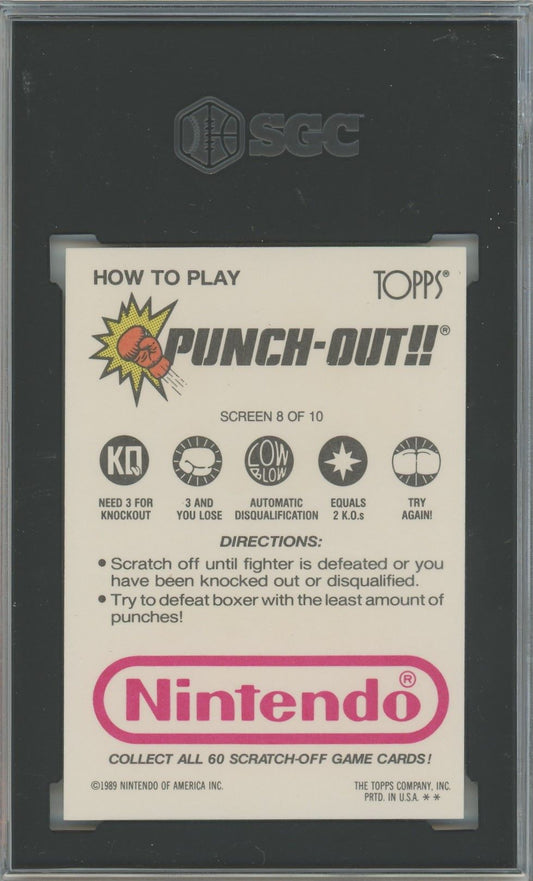 SGC
HOW TO PLAY
TOPPS®
PUNCH-OUT!!®
SCREEN 8 OF 10
KO
LOW BLOW
NEED 3 FOR KNOCKOUT
3 AND YOU LOSE
AUTOMATIC DISQUALIFICATION
EQUALS 2 K.O.s
TRY AGAIN!
DIRECTIONS:
• Scratch off until fighter is defeated or you
have been knocked out or disqualified.
• Try to defeat boxer with the least amount of
punches!
Nintendo®
COLLECT ALL 60 SCRATCH-OFF GAME CARDS!
©1989 NINTENDO OF AMERICA INC.
THE TOPPS COMPANY, INC.
PRTD. IN U.S.A. * *